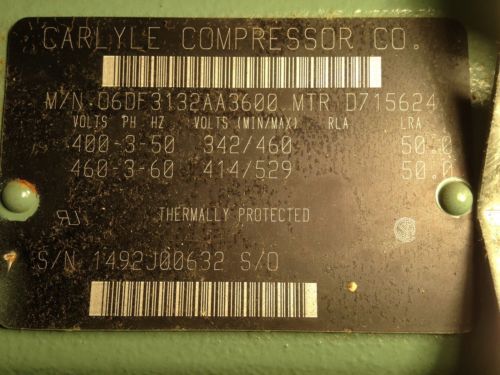 CARLYLE COMPRESSOR CO.
M/N 06DF3132AA3600 MTR D715624
VOLTS PH HZ VOLTS (MIN/MAX) RLA LRA
400-3-50 342/460 50.0
460-3-60 414/529 50.0
THERMALLY PROTECTED
S/N 1492J00632 S/O